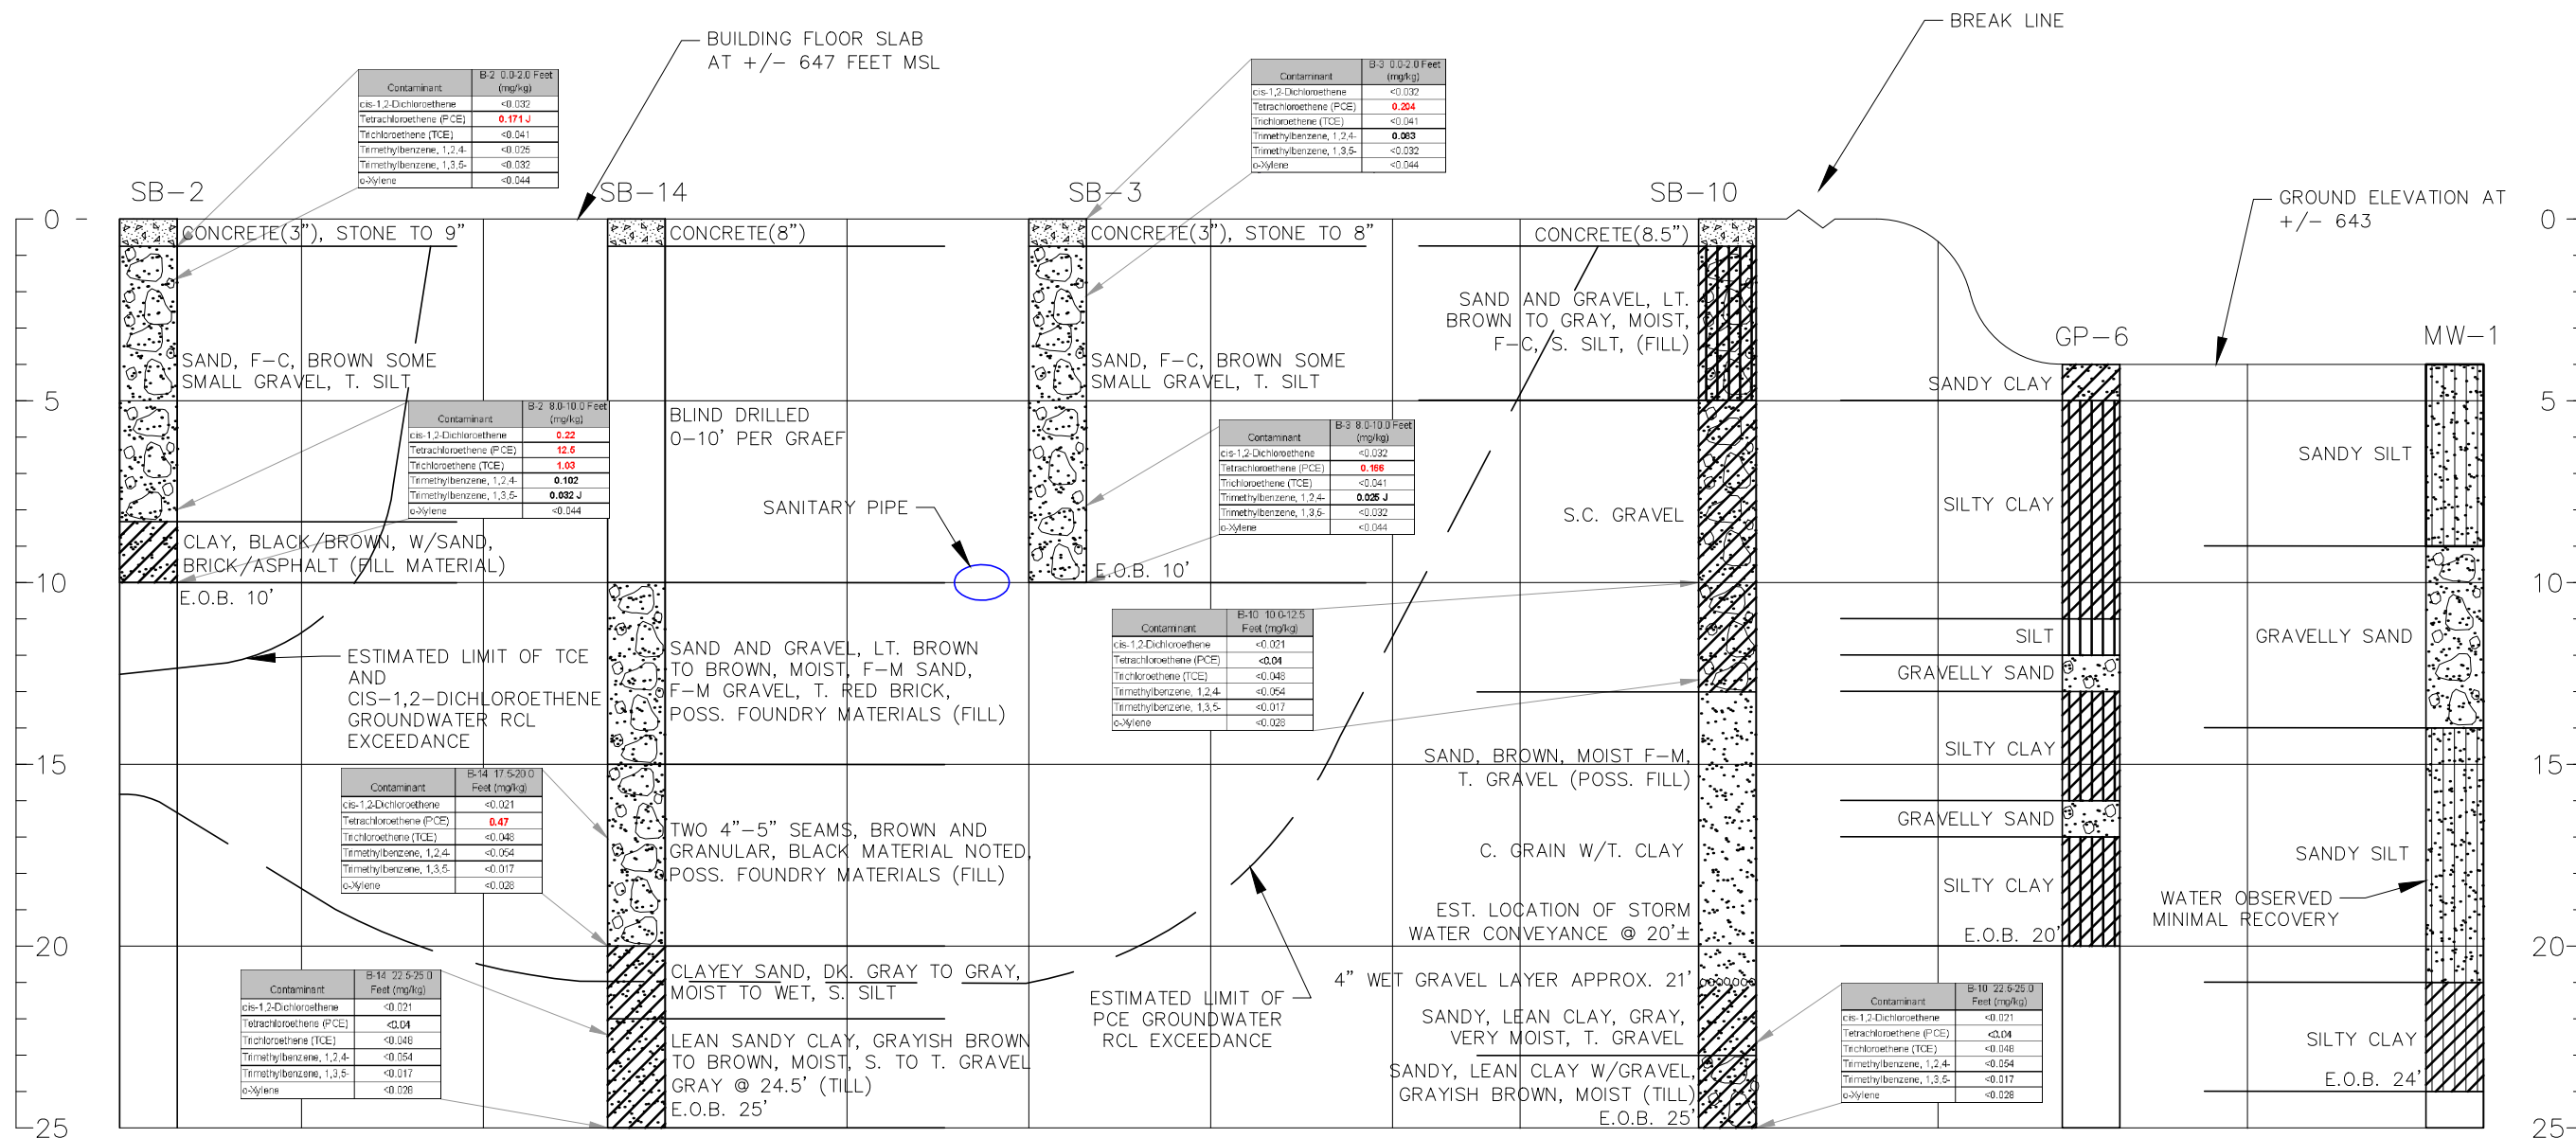 BUILDING FLOOR SLAB
AT +/- 647 FEET MSL
BREAK LINE
GROUND ELEVATION AT
+/- 643
Contaminant B-2 0.0-2.0 Feet (mg/kg)
cis-1,2-Dichloroethene <0.032
Tetrachloroethene (PCE) 0.171 J
Trichloroethene (TCE) <0.041
Trimethylbenzene, 1,2,4- <0.025
Trimethylbenzene, 1,3,5- <0.032
o-Xylene <0.044
Contaminant B-3 0.0-2.0 Feet (mg/kg)
cis-1,2-Dichloroethene <0.032
Tetrachloroethene (PCE) 0.204
Trichloroethene (TCE) <0.041
Trimethylbenzene, 1,2,4- 0.063
Trimethylbenzene, 1,3,5- <0.032
o-Xylene <0.044
SB-2
SB-14
SB-3
SB-10
GP-6
MW-1
0
5
10
15
20
25
CONCRETE(3"), STONE TO 9"
SAND, F-C, BROWN SOME
SMALL GRAVEL, T. SILT
Contaminant B-2 8.0-10.0 Feet (mg/kg)
cis-1,2-Dichloroethene 0.22
Tetrachloroethene (PCE) 12.5
Trichloroethene (TCE) 1.03
Trimethylbenzene, 1,2,4- 0.102
Trimethylbenzene, 1,3,5- 0.032 J
o-Xylene <0.044
CLAY, BLACK/BROWN, W/SAND,
BRICK/ASPHALT (FILL MATERIAL)
E.O.B. 10'
ESTIMATED LIMIT OF TCE
AND
CIS-1,2-DICHLOROETHENE
GROUNDWATER RCL
EXCEEDANCE
Contaminant B-14 17.5-20.0 Feet (mg/kg)
cis-1,2-Dichloroethene <0.021
Tetrachloroethene (PCE) 0.47
Trichloroethene (TCE) <0.048
Trimethylbenzene, 1,2,4- <0.054
Trimethylbenzene, 1,3,5- <0.017
o-Xylene <0.028
Contaminant B-14 22.5-25.0 Feet (mg/kg)
cis-1,2-Dichloroethene <0.021
Tetrachloroethene (PCE) <0.04
Trichloroethene (TCE) <0.048
Trimethylbenzene, 1,2,4- <0.054
Trimethylbenzene, 1,3,5- <0.017
o-Xylene <0.028
CONCRETE(8")
BLIND DRILLED
0-10' PER GRAEF
SANITARY PIPE
SAND AND GRAVEL, LT. BROWN
TO BROWN, MOIST, F-M SAND,
F-M GRAVEL, T. RED BRICK,
POSS. FOUNDRY MATERIALS (FILL)
TWO 4"-5" SEAMS, BROWN AND
GRANULAR, BLACK MATERIAL NOTED,
POSS. FOUNDRY MATERIALS (FILL)
CLAYEY SAND, DK. GRAY TO GRAY,
MOIST TO WET, S. SILT
LEAN SANDY CLAY, GRAYISH BROWN
TO BROWN, MOIST, S. TO T. GRAVEL
GRAY @ 24.5' (TILL)
E.O.B. 25'
CONCRETE(3"), STONE TO 8"
SAND, F-C, BROWN SOME
SMALL GRAVEL, T. SILT
Contaminant B-3 8.0-10.0 Feet (mg/kg)
cis-1,2-Dichloroethene <0.032
Tetrachloroethene (PCE) 0.166
Trichloroethene (TCE) <0.041
Trimethylbenzene, 1,2,4- 0.025 J
Trimethylbenzene, 1,3,5- <0.032
o-Xylene <0.044
E.O.B. 10'
Contaminant B-10 10.0-12.5 Feet (mg/kg)
cis-1,2-Dichloroethene <0.021
Tetrachloroethene (PCE) <0.04
Trichloroethene (TCE) <0.048
Trimethylbenzene, 1,2,4- <0.054
Trimethylbenzene, 1,3,5- <0.017
o-Xylene <0.028
ESTIMATED LIMIT OF
PCE GROUNDWATER
RCL EXCEEDANCE
CONCRETE(8.5")
SAND AND GRAVEL, LT.
BROWN TO GRAY, MOIST,
F-C, S. SILT, (FILL)
S.C. GRAVEL
SAND, BROWN, MOIST F-M,
T. GRAVEL (POSS. FILL)
C. GRAIN W/T. CLAY
EST. LOCATION OF STORM
WATER CONVEYANCE @ 20'±
4" WET GRAVEL LAYER APPROX. 21'
SANDY, LEAN CLAY, GRAY,
VERY MOIST, T. GRAVEL
SANDY, LEAN CLAY W/GRAVEL,
GRAYISH BROWN, MOIST (TILL)
E.O.B. 25'
Contaminant B-10 22.5-25.0 Feet (mg/kg)
cis-1,2-Dichloroethene <0.021
Tetrachloroethene (PCE) <0.04
Trichloroethene (TCE) <0.048
Trimethylbenzene, 1,2,4- <0.054
Trimethylbenzene, 1,3,5- <0.017
o-Xylene <0.028
SANDY CLAY
SILTY CLAY
SILT
GRAVELLY SAND
SILTY CLAY
GRAVELLY SAND
SILTY CLAY
E.O.B. 20'
SANDY SILT
GRAVELLY SAND
SANDY SILT
WATER OBSERVED
MINIMAL RECOVERY
SILTY CLAY
E.O.B. 24'
0
5
10
15
20
25